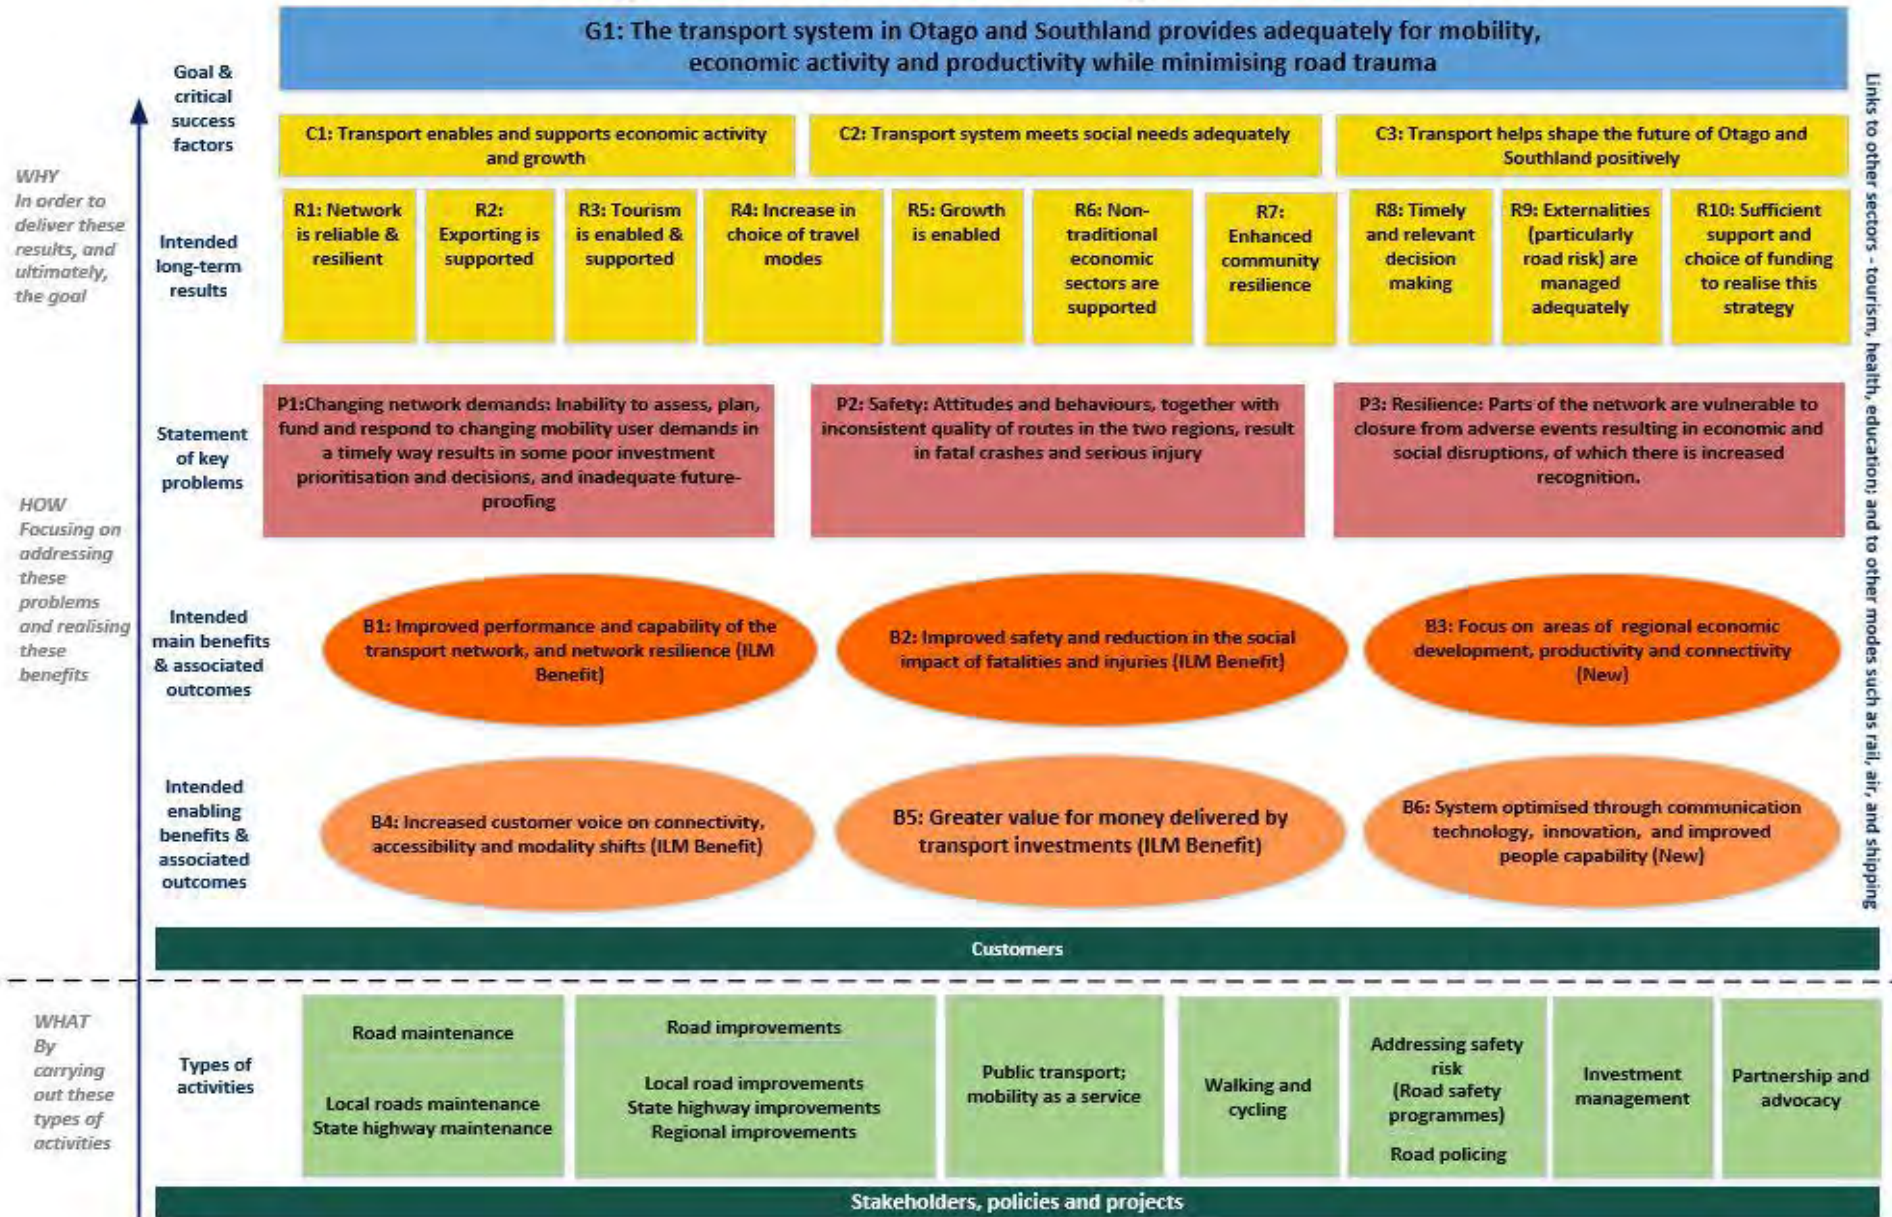 G1: The transport system in Otago and Southland provides adequately for mobility,
economic activity and productivity while minimising road trauma
Goal &
critical
success
factors
C1: Transport enables and supports economic activity
and growth
C2: Transport system meets social needs adequately
C3: Transport helps shape the future of Otago and
Southland positively
WHY
In order to
deliver these
results, and
ultimately,
the goal
Intended
long-term
results
R1: Network
is reliable &
resilient
R2:
Exporting is
supported
R3: Tourism
is enabled &
supported
R4: Increase in
choice of travel
modes
R5: Growth
is enabled
R6: Non-
traditional
economic
sectors are
supported
R7:
Enhanced
community
resilience
R8: Timely
and relevant
decision
making
R9: Externalities
(particularly
road risk) are
managed
adequately
R10: Sufficient
support and
choice of funding
to realise this
strategy
Statement
of key
problems
P1:Changing network demands: Inability to assess, plan,
fund and respond to changing mobility user demands in
a timely way results in some poor investment
prioritisation and decisions, and inadequate future-
proofing
P2: Safety: Attitudes and behaviours, together with
inconsistent quality of routes in the two regions, result
in fatal crashes and serious injury
P3: Resilience: Parts of the network are vulnerable to
closure from adverse events resulting in economic and
social disruptions, of which there is increased
recognition.
HOW
Focusing on
addressing
these
problems
and realising
these
benefits
Intended
main benefits
& associated
outcomes
B1: Improved performance and capability of the
transport network, and network resilience (ILM
Benefit)
B2: Improved safety and reduction in the social
impact of fatalities and injuries (ILM Benefit)
B3: Focus on areas of regional economic
development, productivity and connectivity
(New)
Intended
enabling
benefits &
associated
outcomes
B4: Increased customer voice on connectivity,
accessibility and modality shifts (ILM Benefit)
B5: Greater value for money delivered by
transport investments (ILM Benefit)
B6: System optimised through communication
technology, innovation, and improved
people capability (New)
Links to other sectors - tourism, health, education; and to other modes such as rail, air, and shipping
Customers
WHAT
By
carrying
out these
types of
activities
Types of
activities
Road maintenance
Local roads maintenance
State highway maintenance
Road improvements
Local road improvements
State highway improvements
Regional improvements
Public transport;
mobility as a service
Walking and
cycling
Addressing safety
risk
(Road safety
programmes)
Road policing
Investment
management
Partnership and
advocacy
Stakeholders, policies and projects